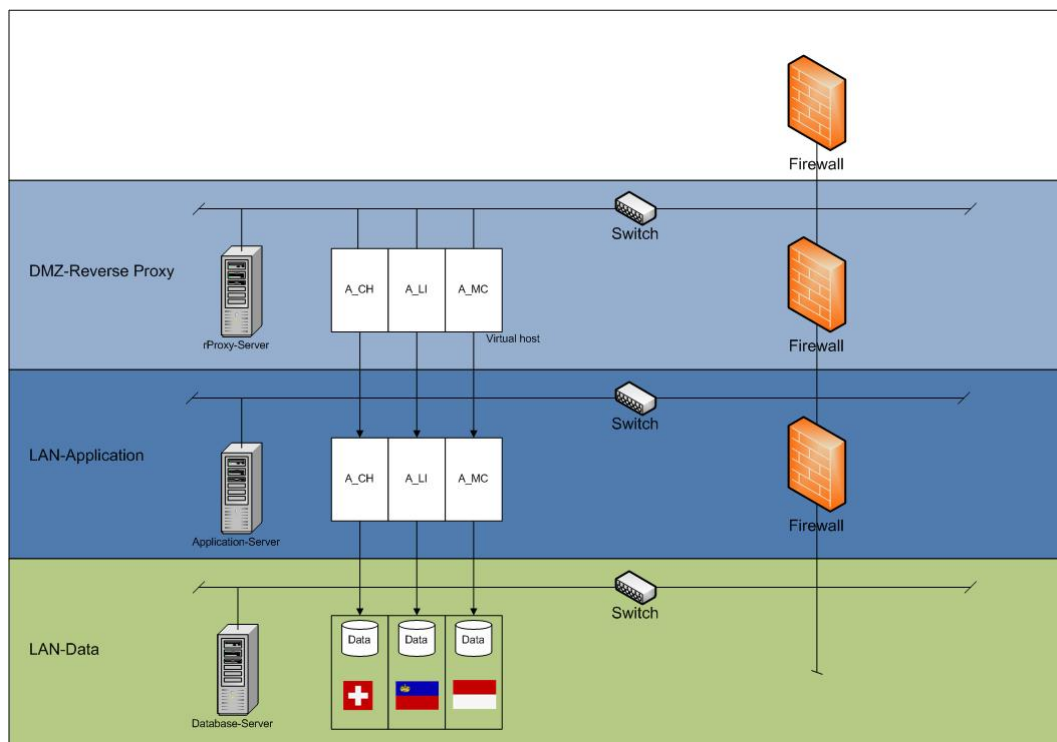 Firewall
Switch
DMZ-Reverse Proxy
A_CH
A_LI
A_MC
rProxy-Server
Virtual host
Firewall
Switch
LAN-Application
A_CH
A_LI
A_MC
Application-Server
Firewall
Switch
LAN-Data
Data
Data
Data
Database-Server